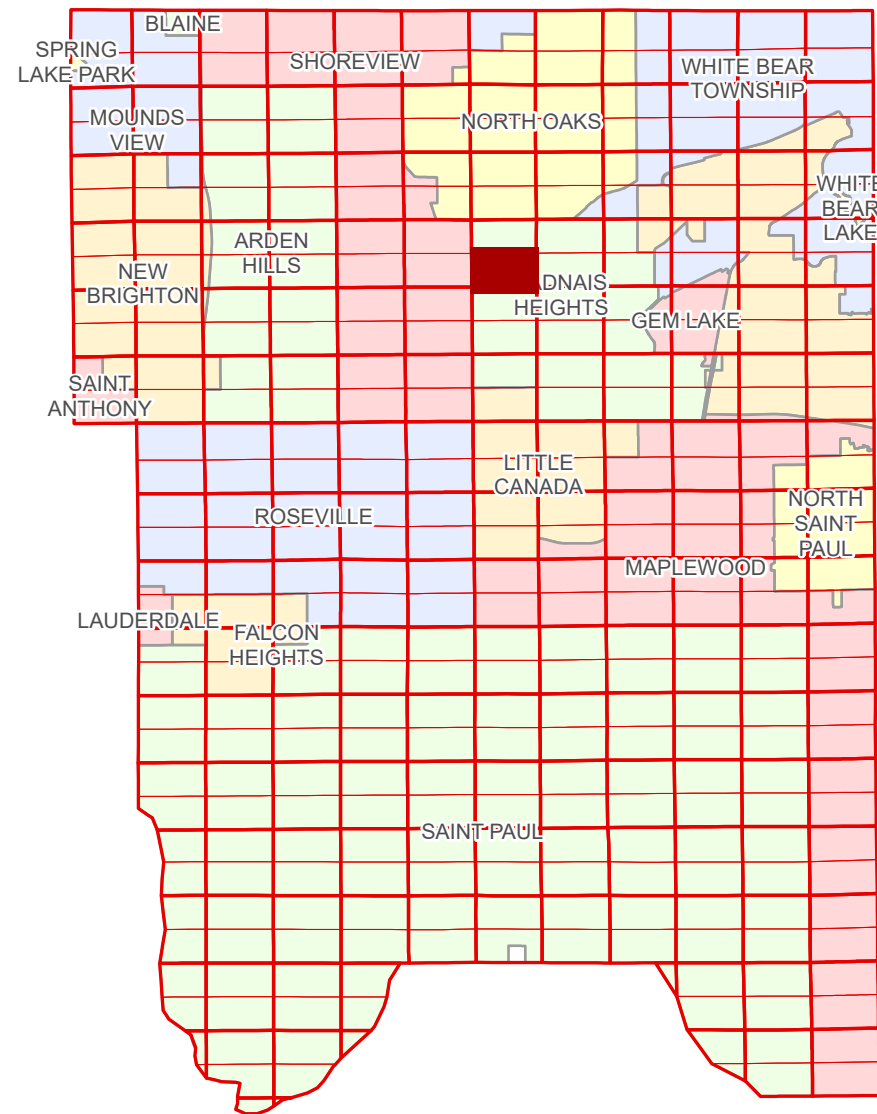 BLAINE
SPRING
LAKE PARK
SHOREVIEW
WHITE BEAR
TOWNSHIP
MOUNDS
VIEW
NORTH OAKS
WHITE
BEAR
LAKE
ARDEN
HILLS
NEW
BRIGHTON
ADNAIS
HEIGHTS
GEM LAKE
SAINT
ANTHONY
LITTLE
CANADA
NORTH
SAINT
PAUL
ROSEVILLE
MAPLEWOOD
LAUDERDALE
FALCON
HEIGHTS
SAINT PAUL